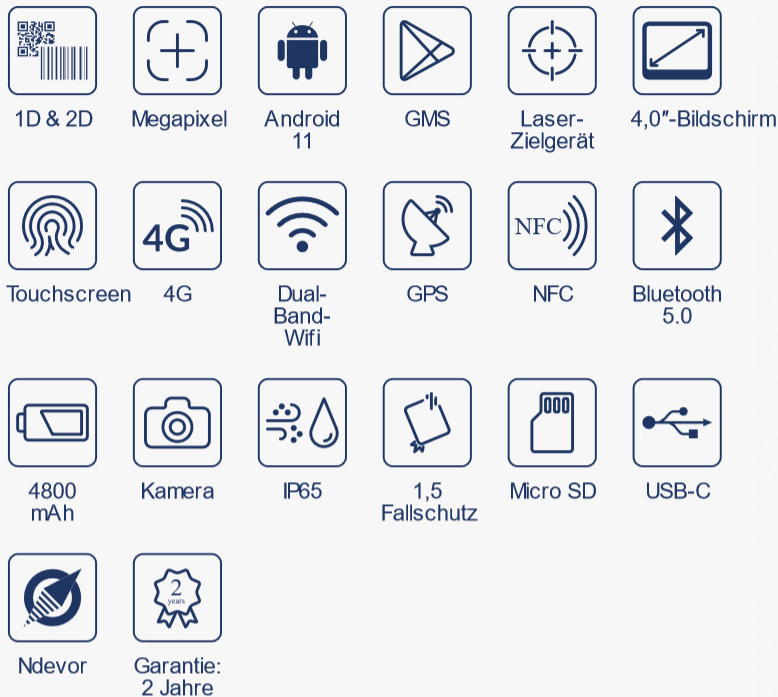 1D & 2D
Megapixel
Android
11
GMS
Laser-
Zielgerät
4,0″-Bildschirm
4G
NFC
Touchscreen
4G
Dual-
Band-
Wifi
GPS
NFC
Bluetooth
5.0
4800
mAh
Kamera
IP65
1,5
Fallschutz
Micro SD
USB-C
2
years
Ndevor
Garantie:
2 Jahre